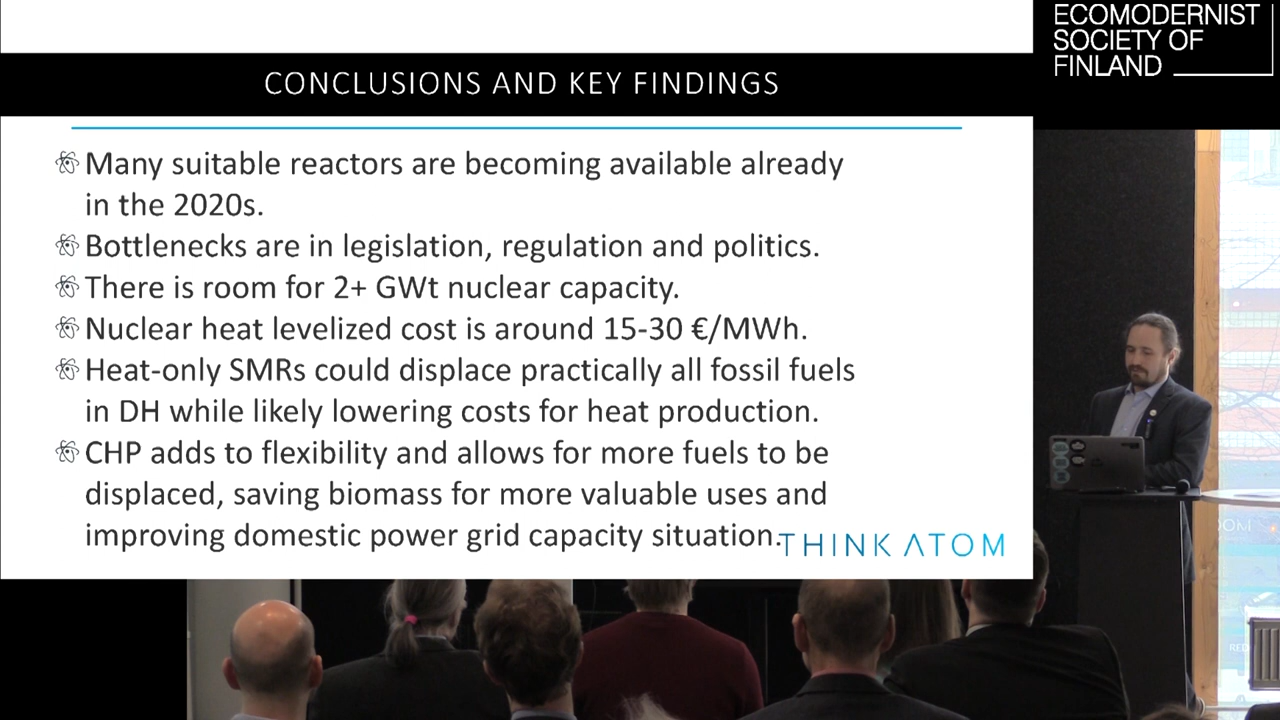 ECOMODERNIST
SOCIETY OF
FINLAND
CONCLUSIONS AND KEY FINDINGS
Many suitable reactors are becoming available already
in the 2020s.
Bottlenecks are in legislation, regulation and politics.
There is room for 2+ GWt nuclear capacity.
Nuclear heat levelized cost is around 15-30 €/MWh.
Heat-only SMRs could displace practically all fossil fuels
in DH while likely lowering costs for heat production.
CHP adds to flexibility and allows for more fuels to be
displaced, saving biomass for more valuable uses and
improving domestic power grid capacity situation.
THINK ATOM